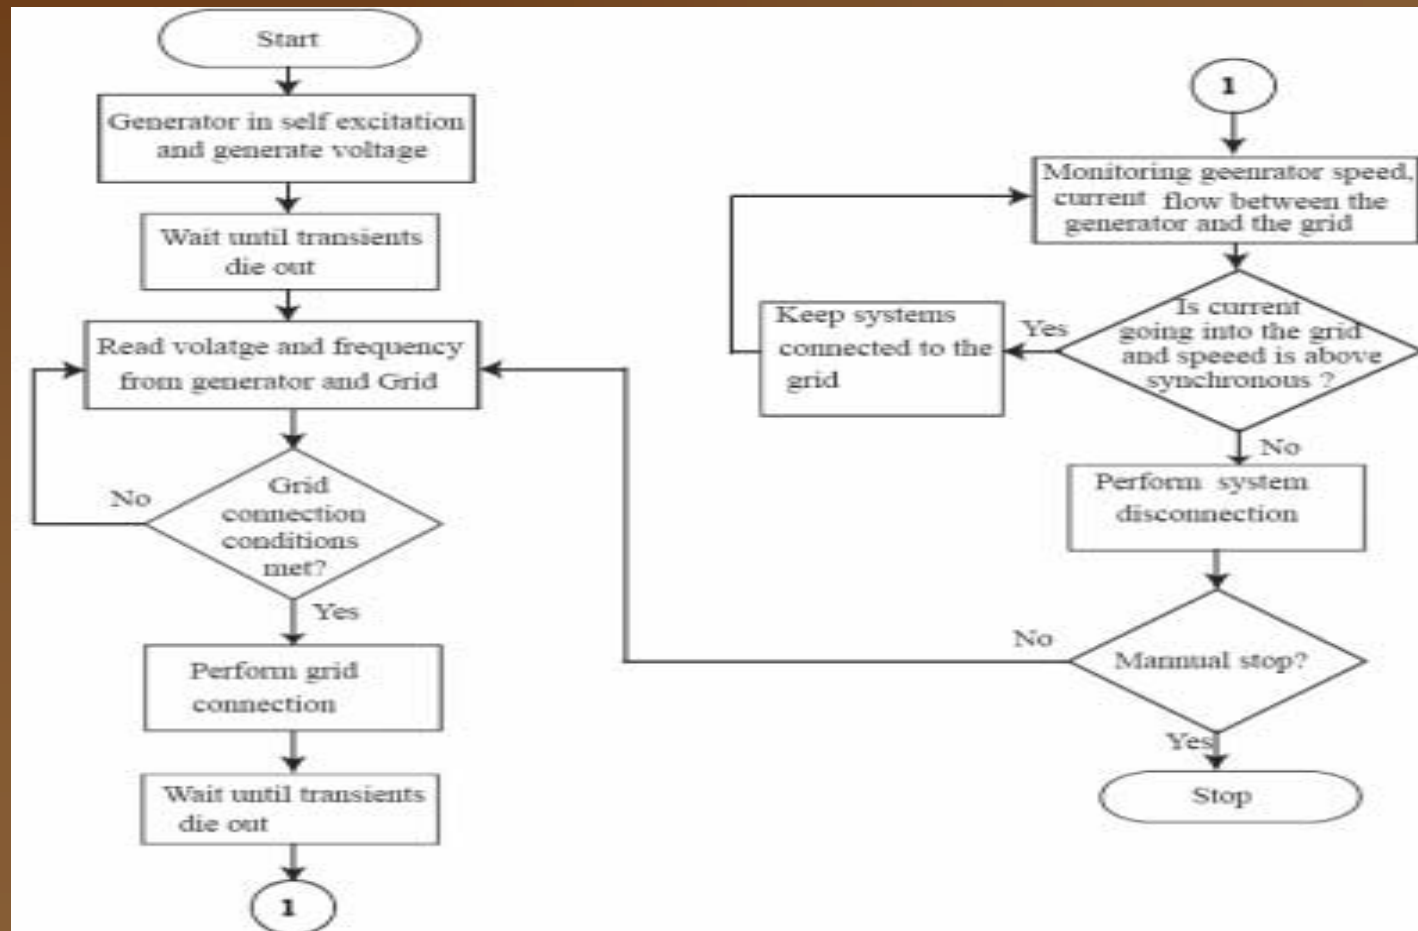 Start
Generator in self excitation
and generate voltage
Wait until transients
die out
Read volatge and frequency
from generator and Grid
No
Grid
connection
conditions
met?
Yes
Perform grid
connection
Wait until transients
die out
1
1
Monitoring geenrator speed,
current flow between the
generator and the grid
Keep systems
connected to the
grid
Yes
Is current
going into the grid
and speeed is above
synchronous ?
No
Perform system
disconnection
No
Mannual stop?
Yes
Stop